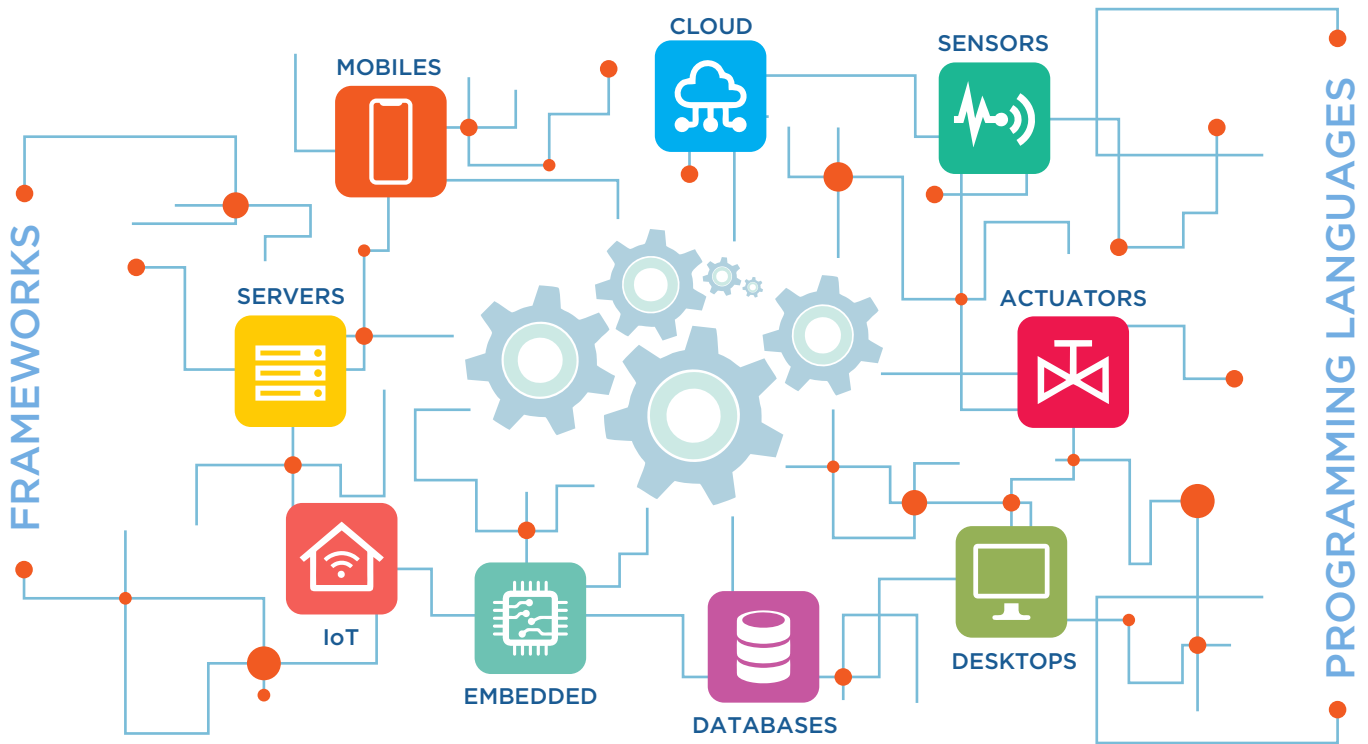 CLOUD
SENSORS
MOBILES
FRAMEWORKS
PROGRAMMING LANGUAGES
SERVERS
ACTUATORS
IoT
EMBEDDED
DESKTOPS
DATABASES